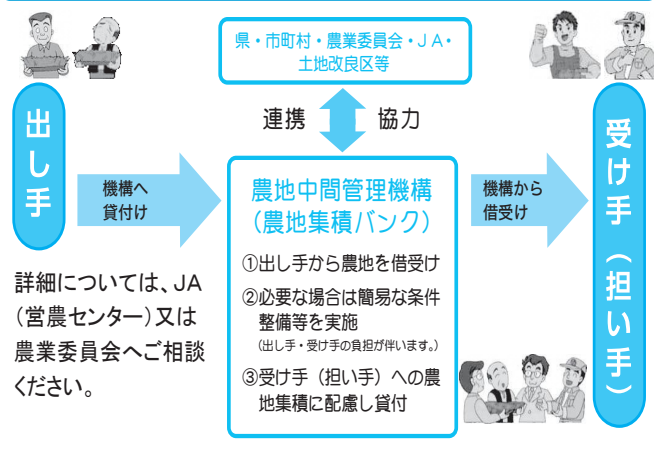 県・市町村・農業委員会・JA・
土地改良区等
連携 協力
出し手
機構へ
貸付け
農地中間管理機構
(農地集積バンク)
①出し手から農地を借受け
②必要な場合は簡易な条件
整備等を実施
(出し手・受け手の負担が伴います。)
③受け手(担い手)への農
地集積に配慮し貸付
機構から
借受け
受け手(担い手)
詳細については、JA
(営農センター)又は
農業委員会へご相談
ください。